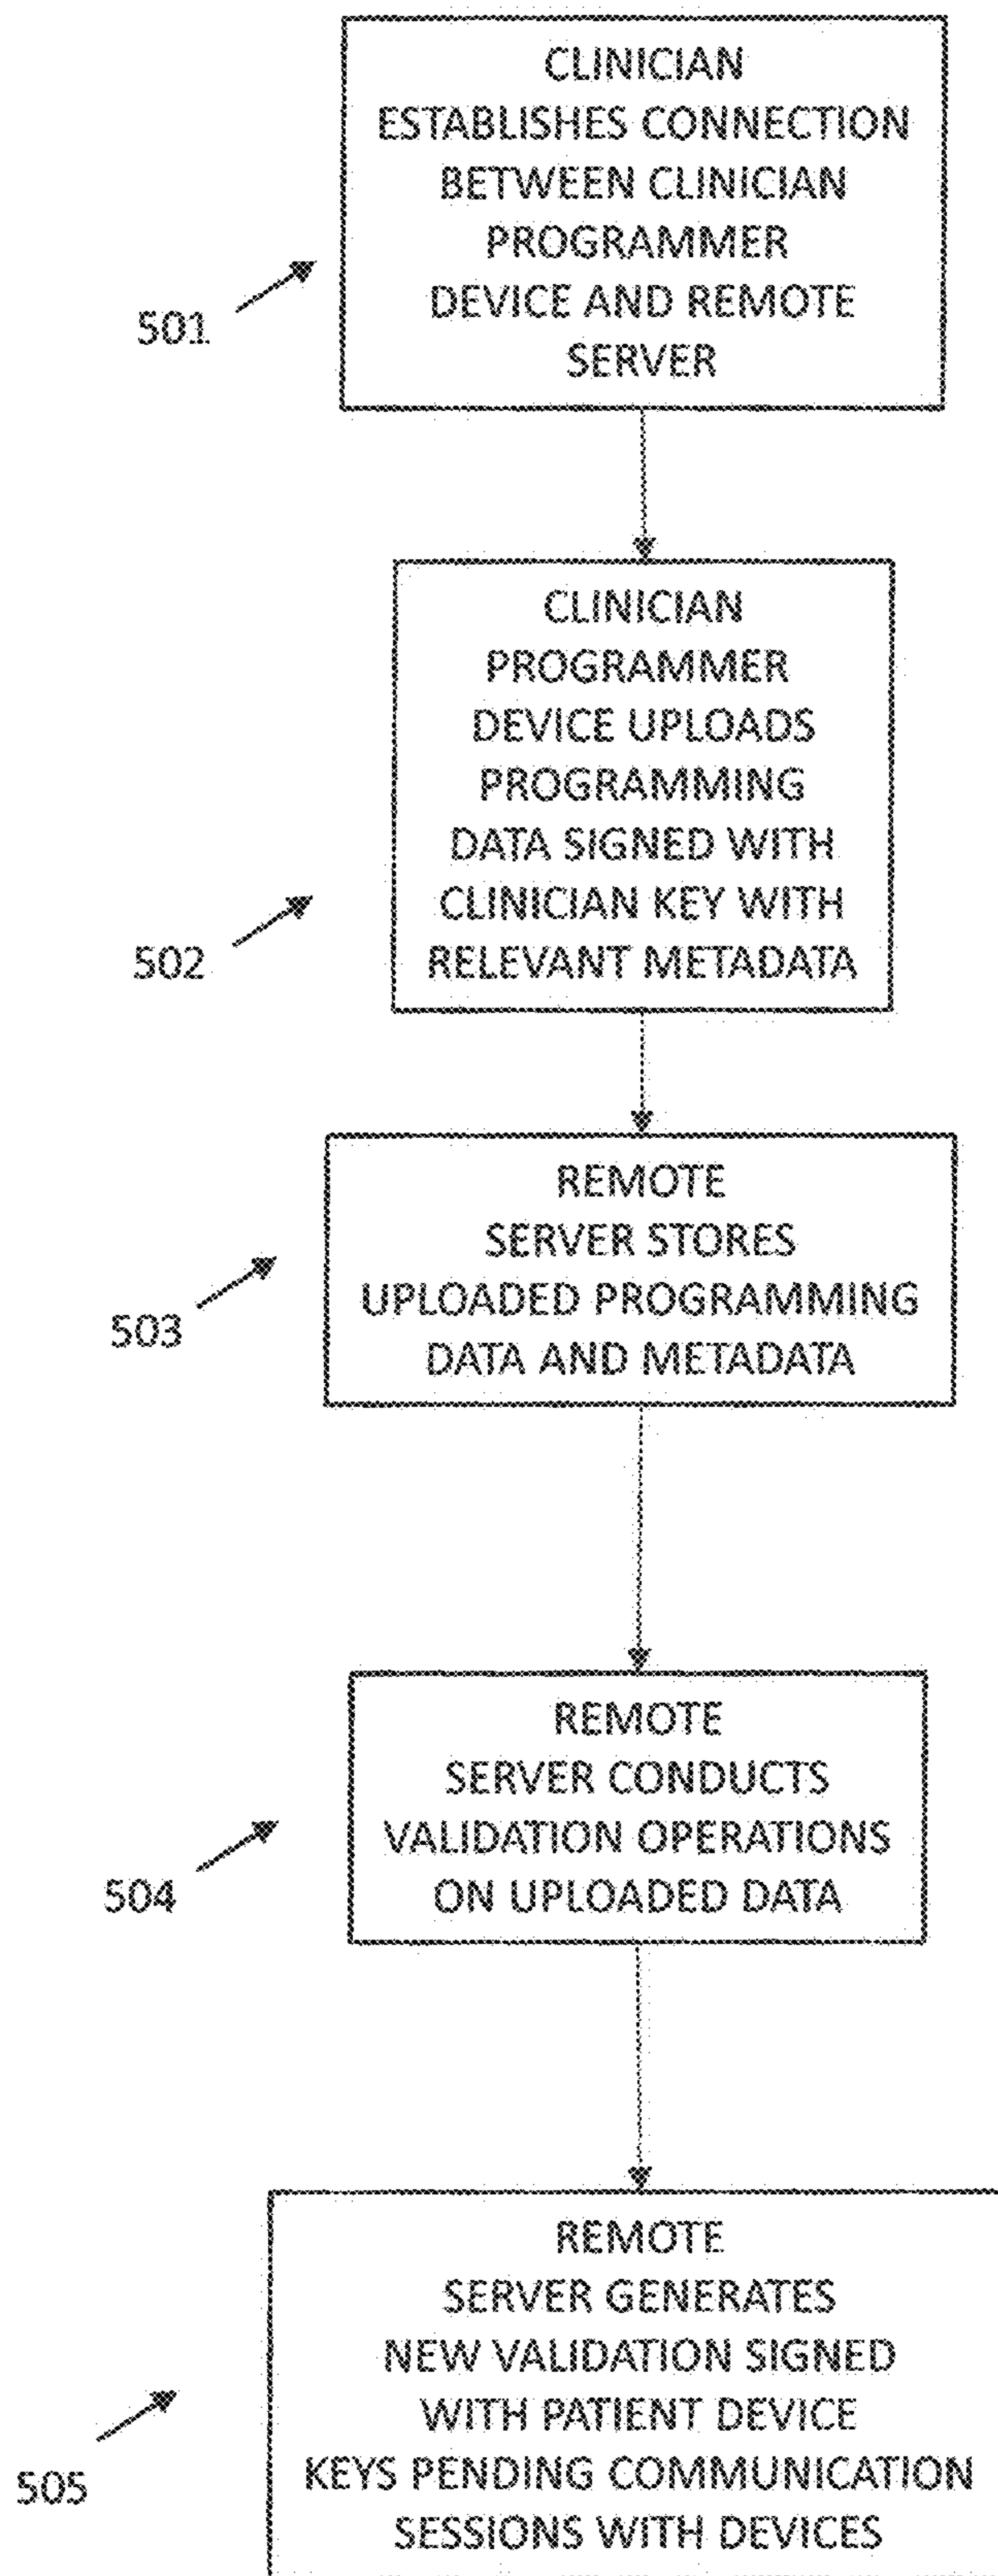 CLINICIAN
ESTABLISHES CONNECTION
BETWEEN CLINICIAN
PROGRAMMER
DEVICE AND REMOTE
SERVER
501
CLINICIAN
PROGRAMMER
DEVICE UPLOADS
PROGRAMMING
DATA SIGNED WITH
CLINICIAN KEY WITH
RELEVANT METADATA
502
REMOTE
SERVER STORES
UPLOADED PROGRAMMING
DATA AND METADATA
503
REMOTE
SERVER CONDUCTS
VALIDATION OPERATIONS
ON UPLOADED DATA
504
REMOTE
SERVER GENERATES
NEW VALIDATION SIGNED
WITH PATIENT DEVICE
KEYS PENDING COMMUNICATION
SESSIONS WITH DEVICES
505